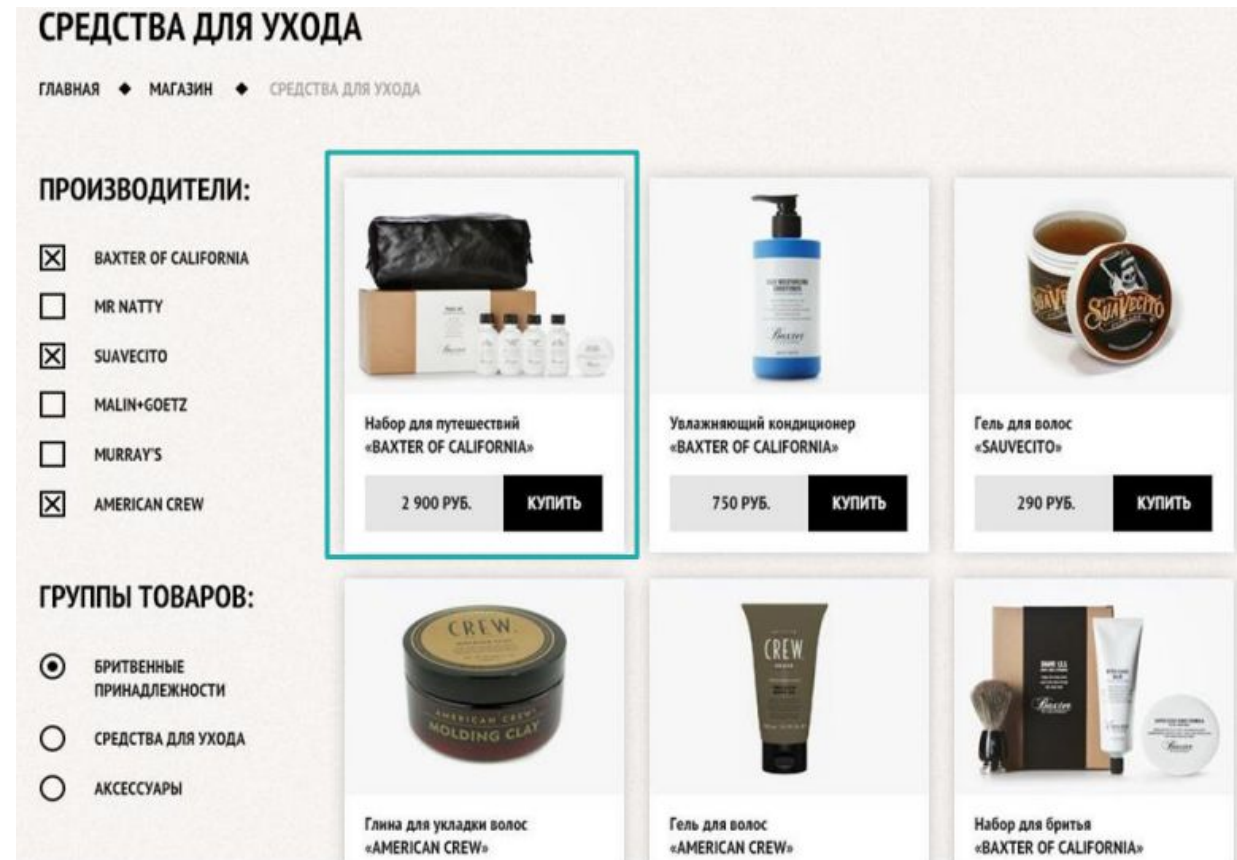 СРЕДСТВА ДЛЯ УХОДА
ГЛАВНАЯ ◆ МАГАЗИН ◆ СРЕДСТВА ДЛЯ УХОДА
ПРОИЗВОДИТЕЛИ:
BAXTER OF CALIFORNIA
MR NATTY
SUAVECITO
MALIN+GOETZ
MURRAY'S
AMERICAN CREW
ГРУППЫ ТОВАРОВ:
БРИТВЕННЫЕ
ПРИНАДЛЕЖНОСТИ
СРЕДСТВА ДЛЯ УХОДА
АКСЕССУАРЫ
Baxter
Набор для путешествий
«BAXTER OF CALIFORNIA»
2 900 РУБ.
КУПИТЬ
Baxter
Увлажняющий кондиционер
«BAXTER OF CALIFORNIA»
750 РУБ.
КУПИТЬ
SUAVECITO
Гель для волос
«SAUVECITO»
290 РУБ.
КУПИТЬ
CREW
AMERICAN CREW
MOLDING CLAY
Глина для укладки волос
«AMERICAN CREW»
CREW
Гель для волос
«AMERICAN CREW»
Baxter
Набор для бритья
«BAXTER OF CALIFORNIA»